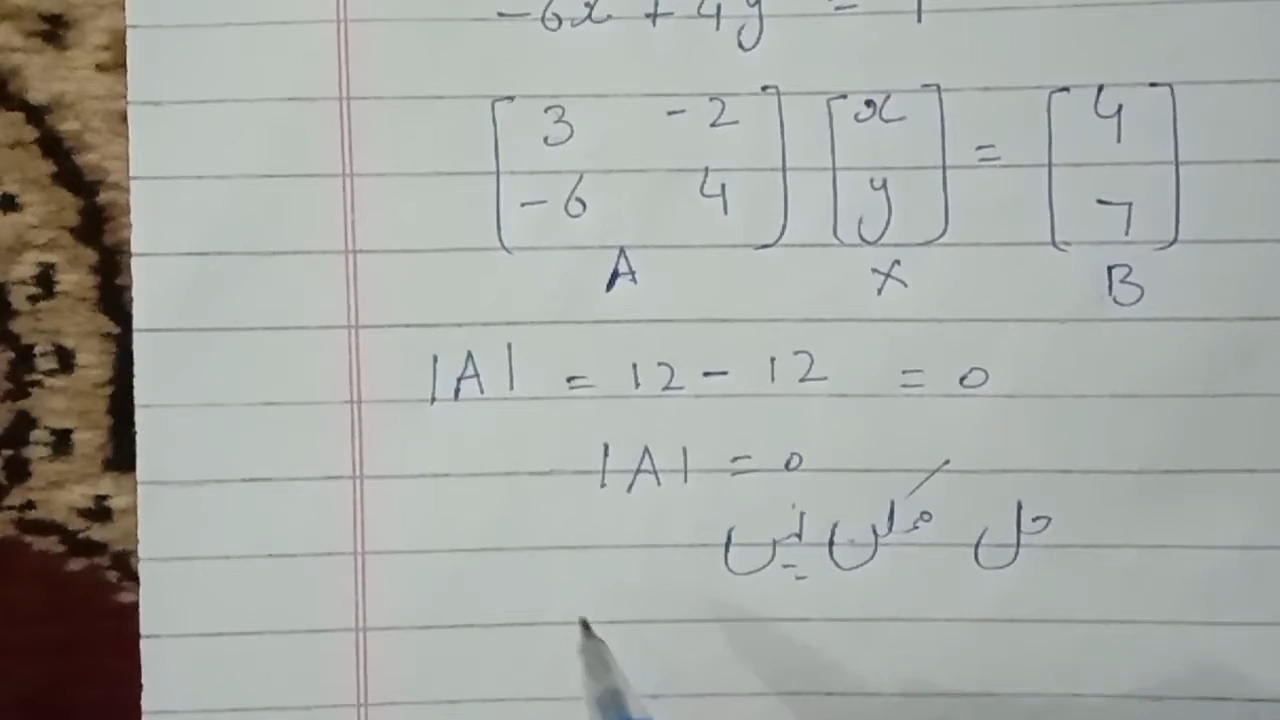 -6x + 4y = 7
[3 -2
-6 4] [x
y] = [4
7]
A X B
|A| = 12 - 12 = 0
|A| = 0
حل ممکن نہیں